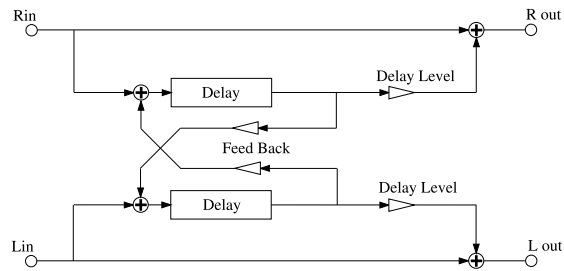 Rin
R out
Delay Level
Delay
Feed Back
Delay Level
Delay
Lin
L out